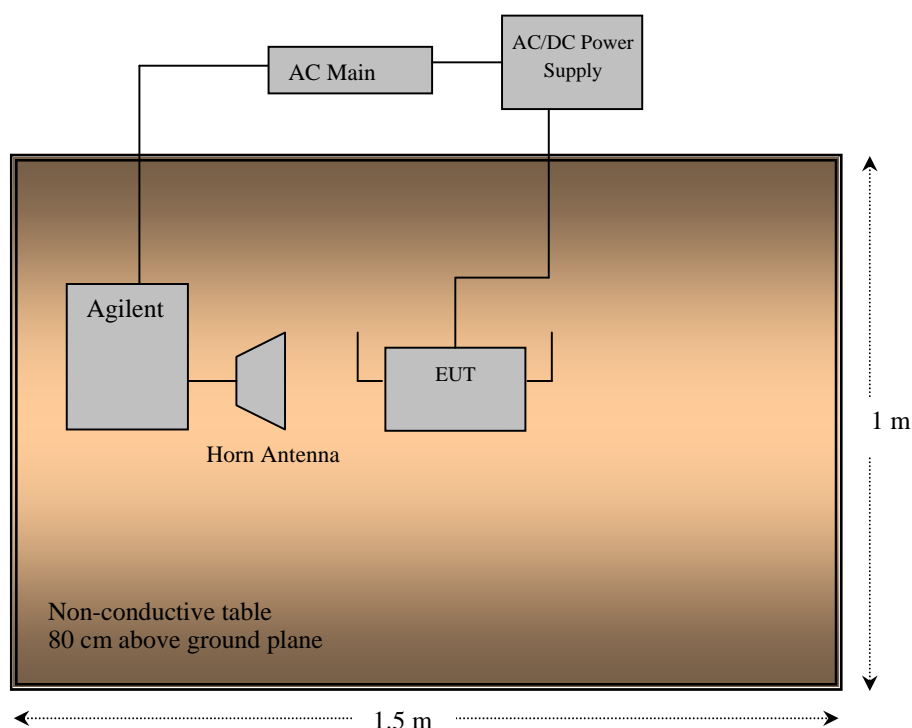 AC/DC Power
Supply
AC Main
Agilent
EUT
Horn Antenna
1 m
Non-conductive table
80 cm above ground plane
1.5 m